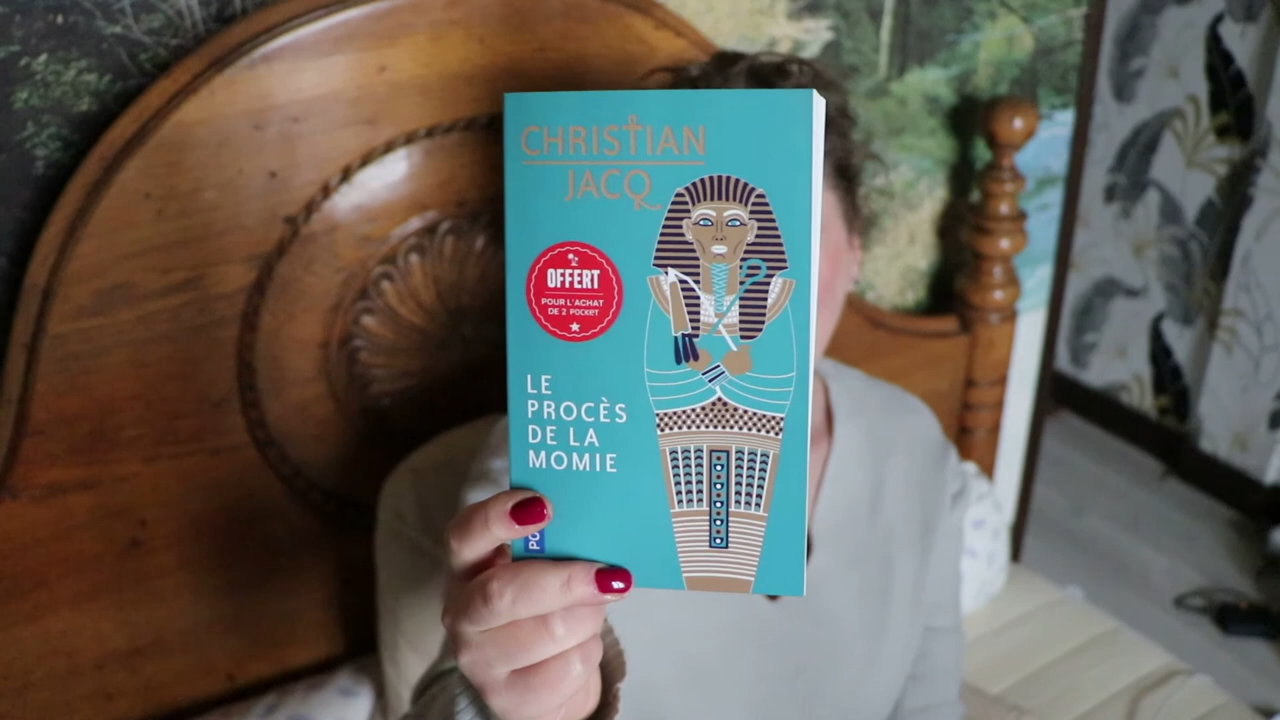 CHRISTIAN
JACQ
OFFERT
POUR L'ACHAT
DE 2 POCKET
LE
PROCÈS
DE LA
MOMIE